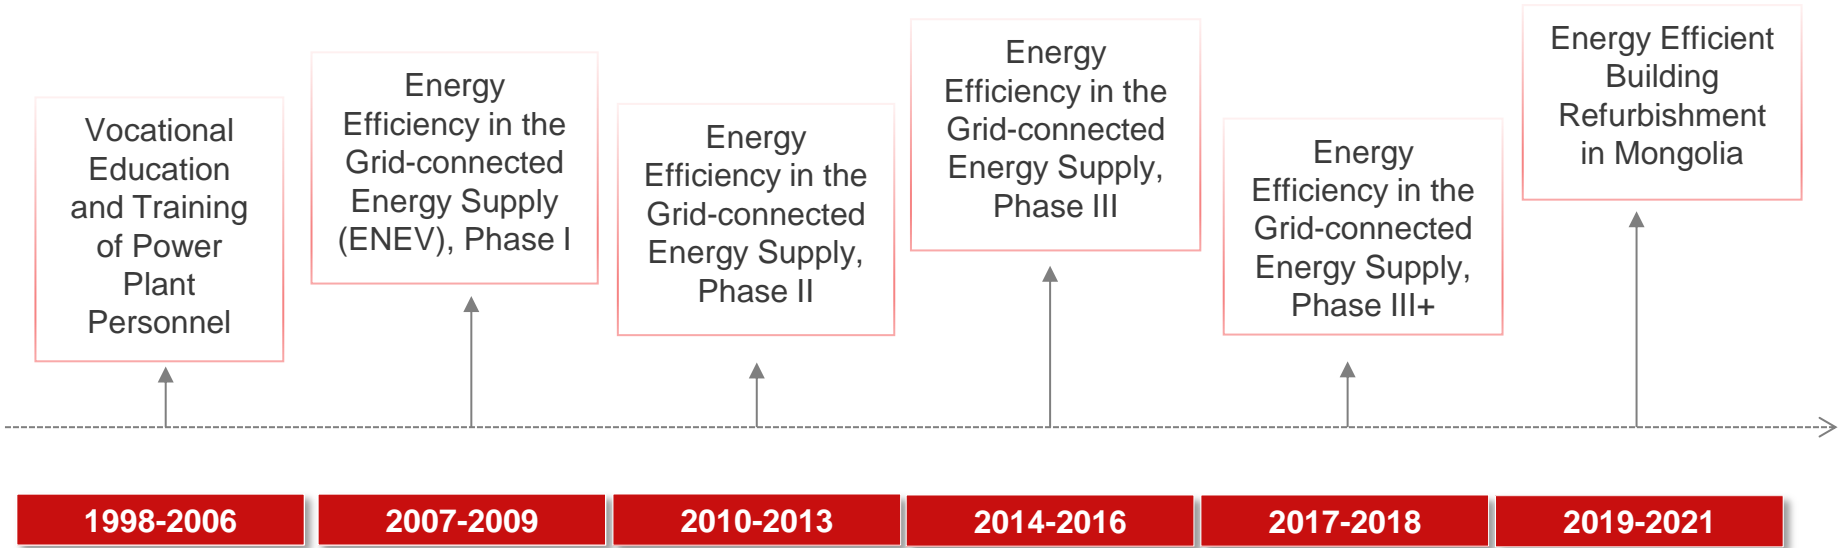 Vocational
Education
and Training
of Power
Plant
Personnel
Energy
Efficiency in the
Grid-connected
Energy Supply
(ENEV), Phase I
Energy
Efficiency in the
Grid-connected
Energy Supply,
Phase II
Energy
Efficiency in the
Grid-connected
Energy Supply,
Phase III
Energy
Efficiency in the
Grid-connected
Energy Supply,
Phase III+
Energy Efficient
Building
Refurbishment
in Mongolia
1998-2006
2007-2009
2010-2013
2014-2016
2017-2018
2019-2021